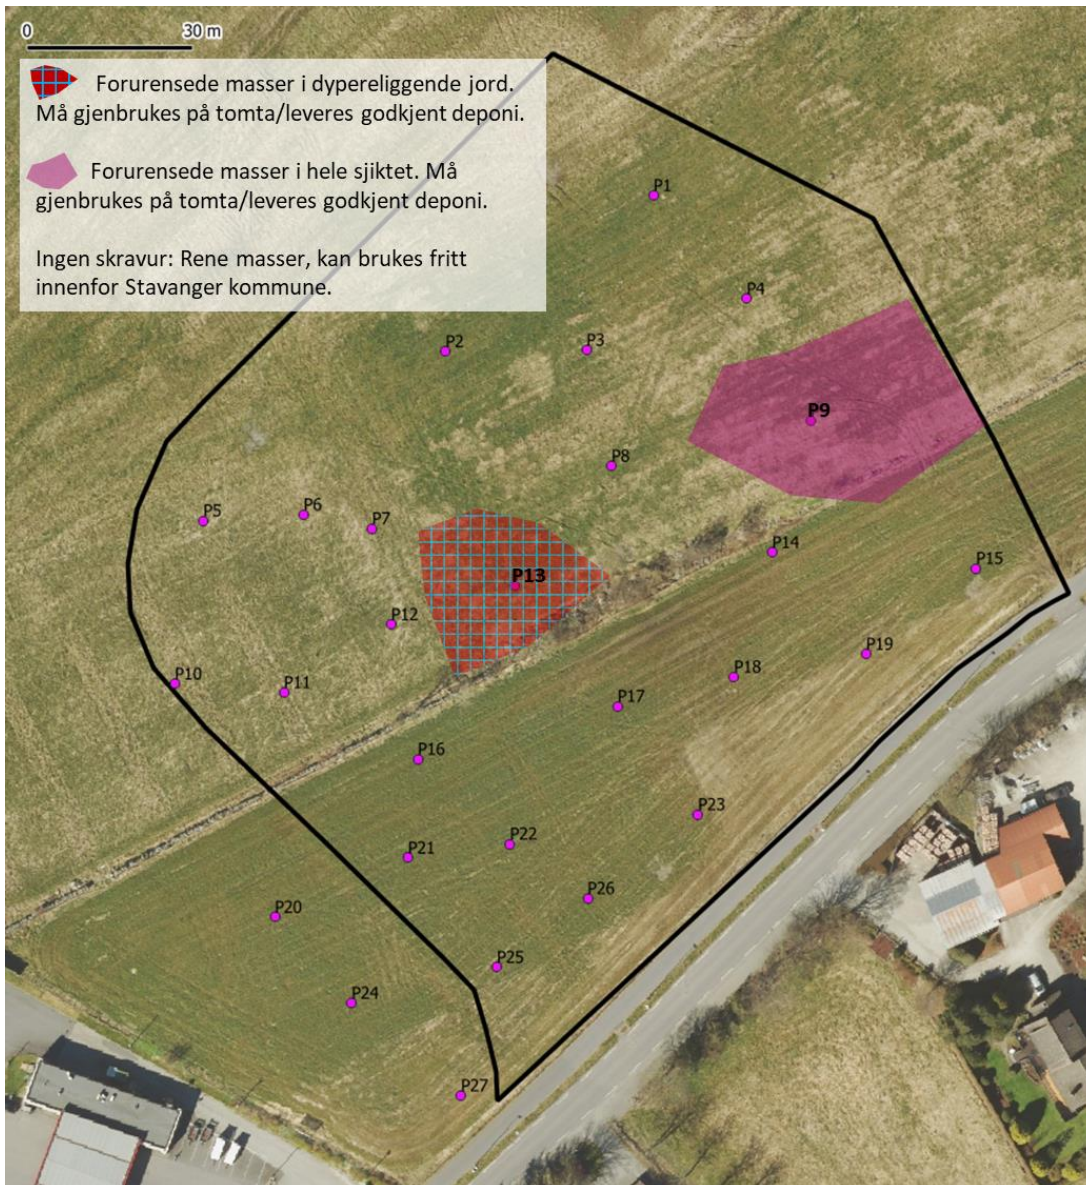 0 30 m
Forurensede masser i dypereliggende jord.
Må gjenbrukes på tomta/leveres godkjent deponi.
Forurensede masser i hele sjiktet. Må
gjenbrukes på tomta/leveres godkjent deponi.
Ingen skravur: Rene masser, kan brukes fritt
innenfor Stavanger kommune.
P1
P4
P2
P3
P9
P8
P5
P6
P7
P14
P15
P13
P12
P19
P10
P11
P18
P17
P16
P23
P22
P21
P26
P20
P25
P24
P27